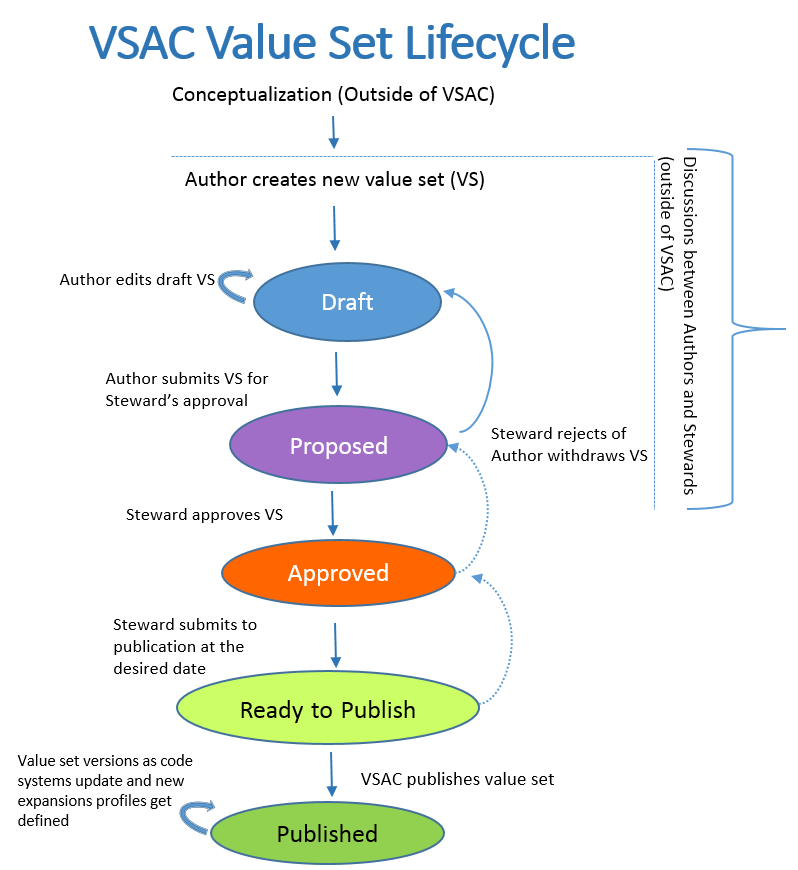 VSAC Value Set Lifecycle
Conceptualization (Outside of VSAC)
Author creates new value set (VS)
Discussions between Authors and Stewards
(outside of VSAC)
Author edits draft VS
Draft
Author submits VS for
Steward's approval
Proposed
Steward rejects of
Author withdraws VS
Steward approves VS
Approved
Steward submits to
publication at the
desired date
Ready to Publish
Value set versions as code
systems update and new
expansions profiles get
defined
VSAC publishes value set
Published